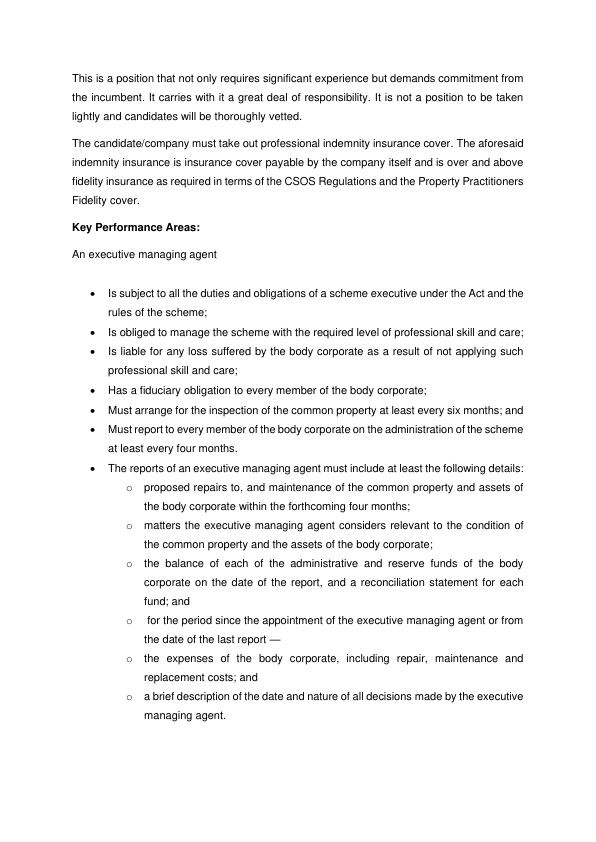 This is a position that not only requires significant experience but demands commitment from
the incumbent. It carries with it a great deal of responsibility. It is not a position to be taken
lightly and candidates will be thoroughly vetted.
The candidate/company must take out professional indemnity insurance cover. The aforesaid
indemnity insurance is insurance cover payable by the company itself and is over and above
fidelity insurance as required in terms of the CSOS Regulations and the Property Practitioners
Fidelity cover.
Key Performance Areas:
An executive managing agent
• Is subject to all the duties and obligations of a scheme executive under the Act and the
rules of the scheme;
• Is obliged to manage the scheme with the required level of professional skill and care;
• Is liable for any loss suffered by the body corporate as a result of not applying such
professional skill and care;
• Has a fiduciary obligation to every member of the body corporate;
• Must arrange for the inspection of the common property at least every six months; and
• Must report to every member of the body corporate on the administration of the scheme
at least every four months.
• The reports of an executive managing agent must include at least the following details:
o proposed repairs to, and maintenance of the common property and assets of
the body corporate within the forthcoming four months;
o matters the executive managing agent considers relevant to the condition of
the common property and the assets of the body corporate;
o the balance of each of the administrative and reserve funds of the body
corporate on the date of the report, and a reconciliation statement for each
fund; and
o for the period since the appointment of the executive managing agent or from
the date of the last report —
o the expenses of the body corporate, including repair, maintenance and
replacement costs; and
o a brief description of the date and nature of all decisions made by the executive
managing agent.